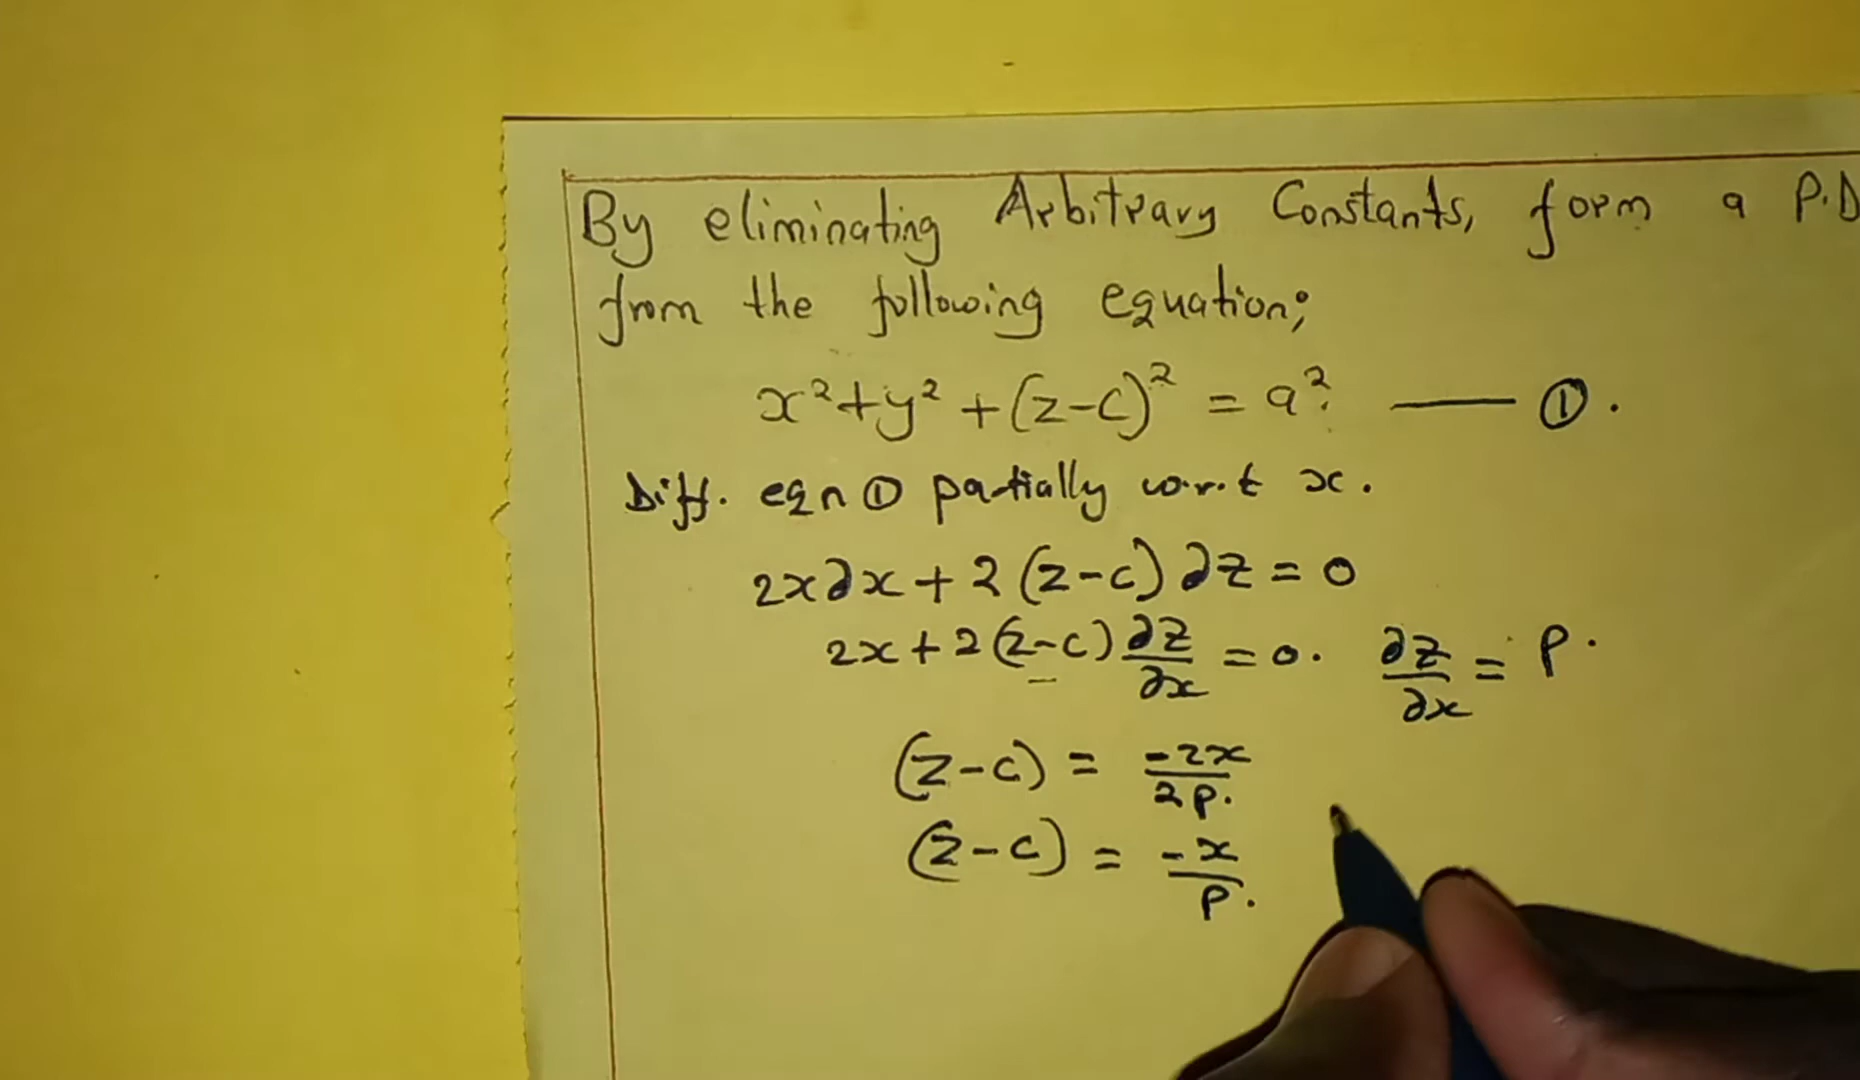 By eliminating Arbitrary Constants, form a P.D
from the following equation;
x²+y²+(z-c)² = a². —— ①.
Diff. eqn ① partially w.r.t x.
2x∂x+2(z-c)∂z=0
2x+2(z-c)∂z/∂x=0. ∂z/∂x = P.
(z-c) = -2x/2P.
(z-c) = -x/P.